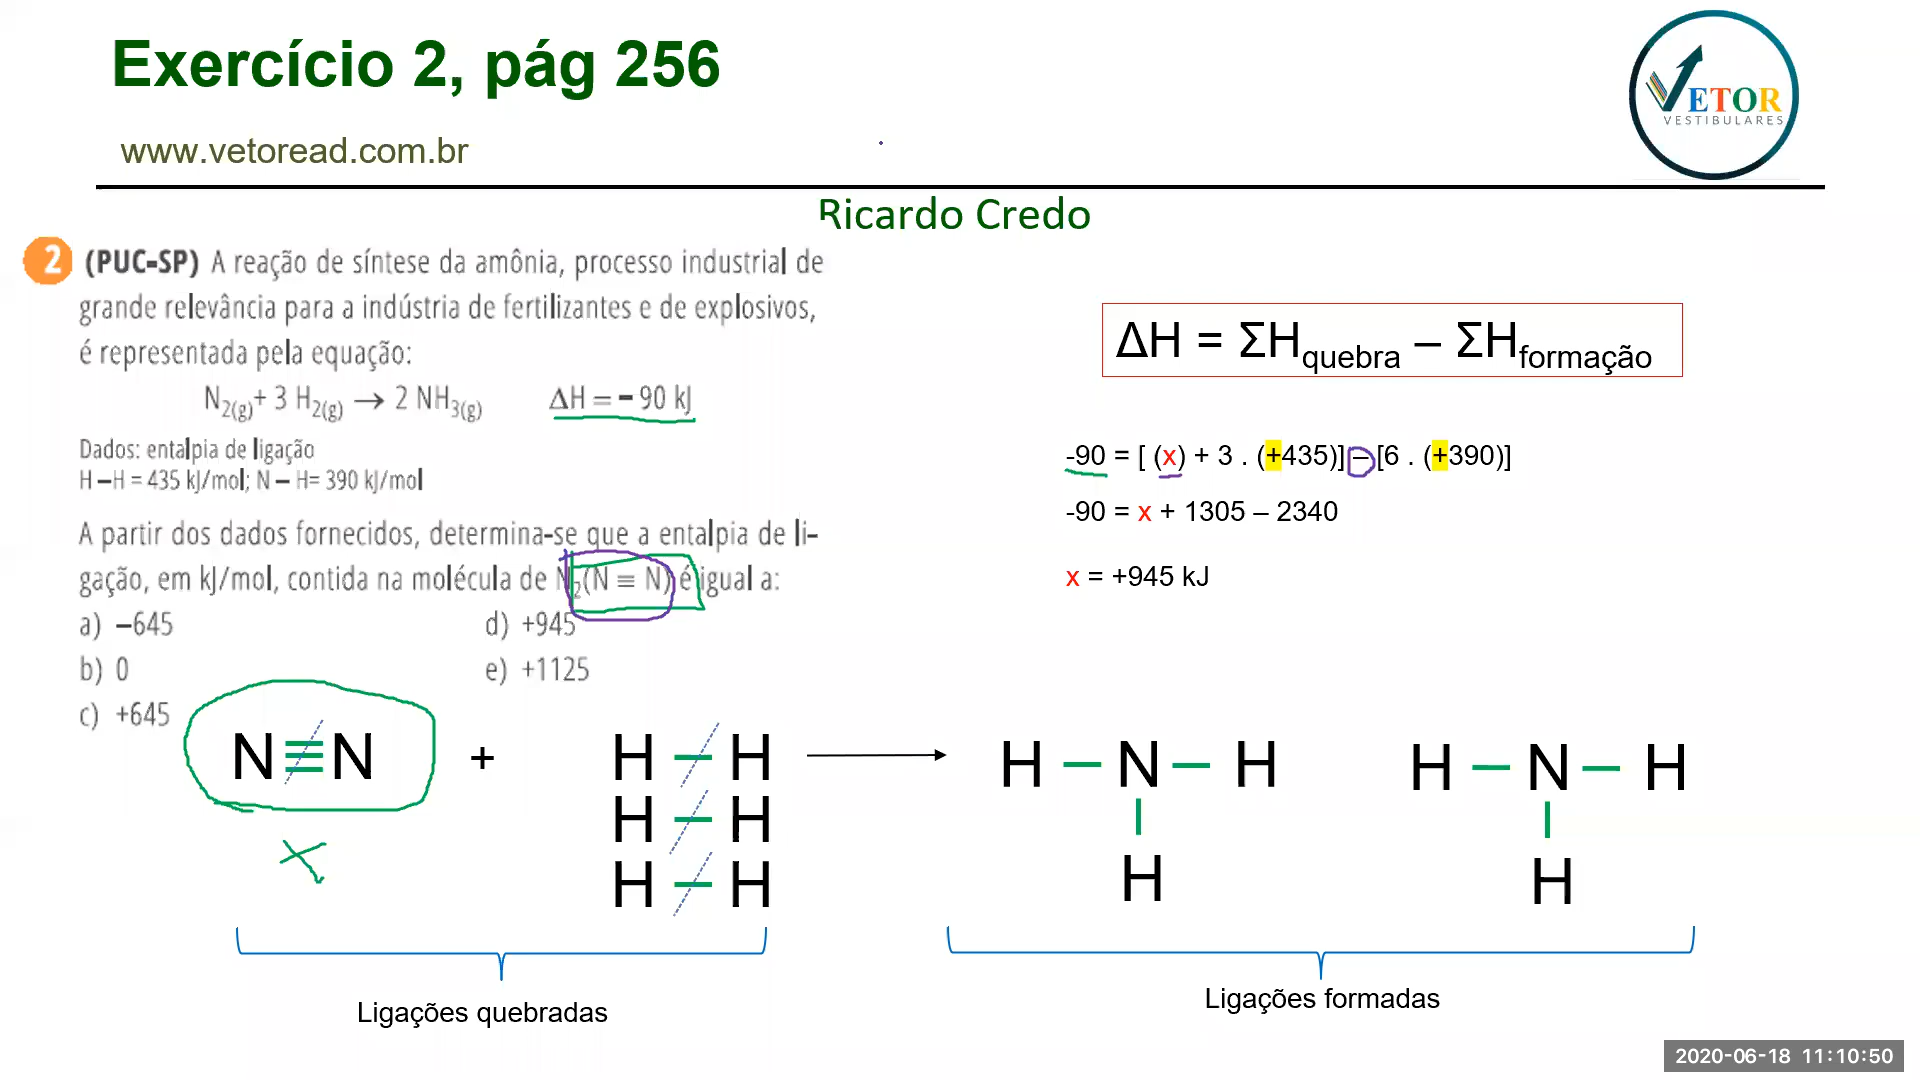 Exercício 2, pág 256
www.vetoread.com.br
VETOR
VESTIBULARES
Ricardo Credo
2 (PUC-SP) A reação de síntese da amônia, processo industrial de
grande relevância para a indústria de fertilizantes e de explosivos,
é representada pela equação:
N2(g)+ 3 H2(g) → 2 NH3(g) ΔH = – 90 kJ
Dados: entalpia de ligação
H – H = 435 kJ/mol; N – H= 390 kJ/mol
A partir dos dados fornecidos, determina-se que a entalpia de li-
gação, em kJ/mol, contida na molécula de N2(N ≡ N) é igual a:
a) –645
b) 0
c) +645
d) +945
e) +1125
ΔH = ΣHquebra – ΣHformação
-90 = [ (x) + 3 . (+435)] – [6 . (+390)]
-90 = x + 1305 – 2340
x = +945 kJ
N≡N + H – H
H – H
H – H
x
H – N – H H – N – H
H H
Ligações quebradas
Ligações formadas
2020-06-18 11:10:50